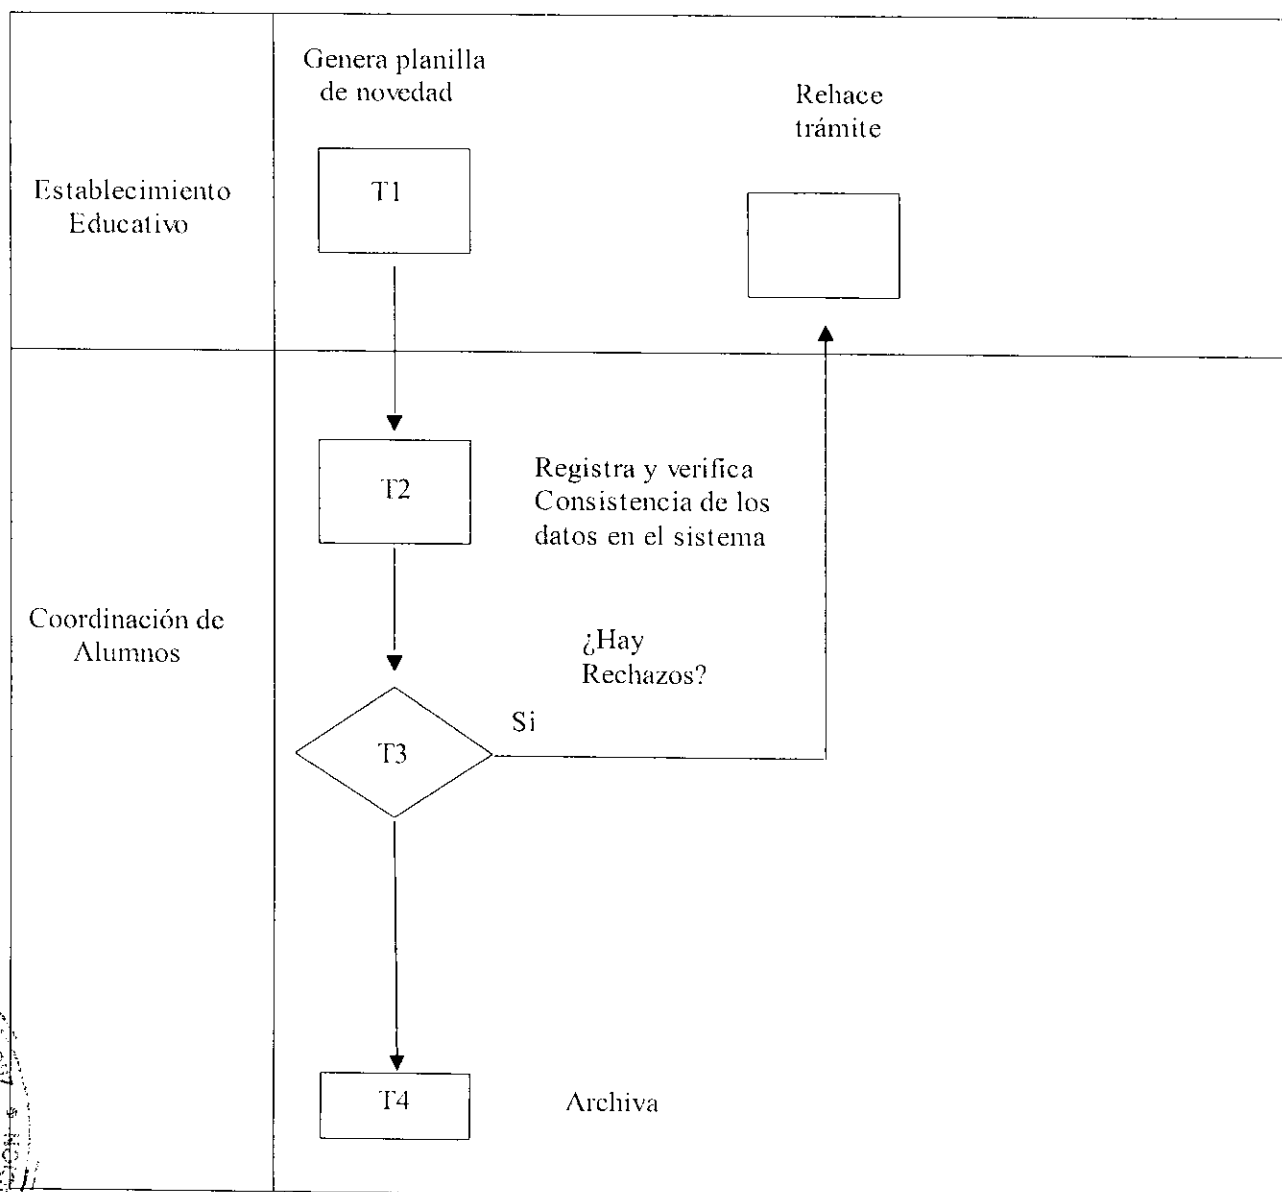 Genera planilla
de novedad
Rehace
trámite
Establecimiento
Educativo
T1
T2
Registra y verifica
Consistencia de los
datos en el sistema
Coordinación de
Alumnos
¿Hay
Rechazos?
Si
T3
T4
Archiva